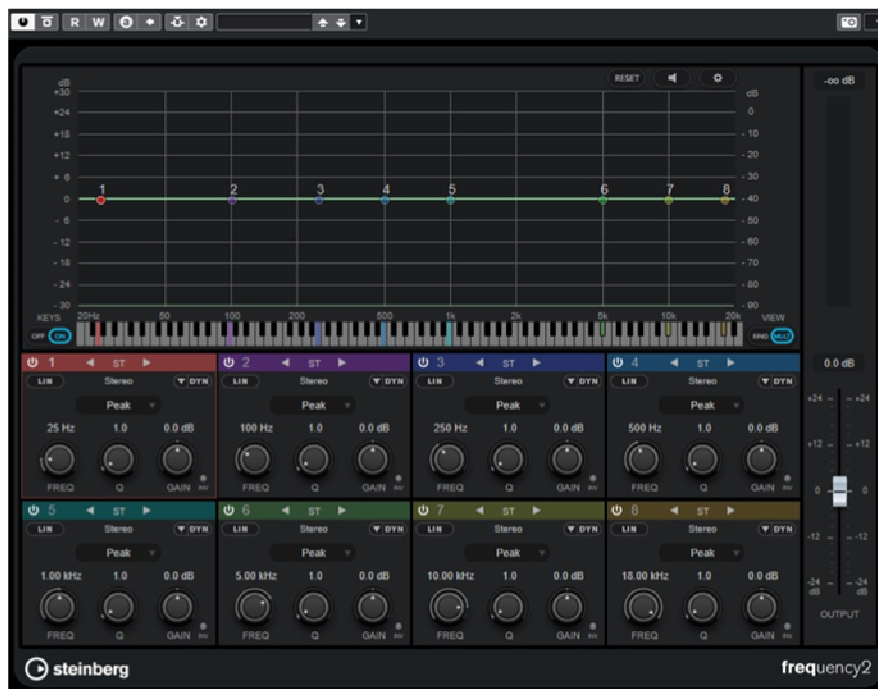 R W
RESET
-oo dB
dB
+30
+24
+18
+12
+ 6
0
- 6
- 12
- 18
- 24
- 30
1 2 3 4 5 6 7 8
dB
0
- 10
- 20
- 30
- 40
- 50
- 60
- 70
- 80
- 90
20Hz 50 100 200 500 1k 2k 5k 10k 20k
KEYS
OFF ON
VIEW
SING MULT
1 ST
LIN Stereo DYN
Peak
25 Hz 1.0 0.0 dB
FREQ Q GAIN INV
2 ST
LIN Stereo DYN
Peak
100 Hz 1.0 0.0 dB
FREQ Q GAIN INV
3 ST
LIN Stereo DYN
Peak
250 Hz 1.0 0.0 dB
FREQ Q GAIN INV
4 ST
LIN Stereo DYN
Peak
500 Hz 1.0 0.0 dB
FREQ Q GAIN INV
5 ST
LIN Stereo DYN
Peak
1.00 kHz 1.0 0.0 dB
FREQ Q GAIN INV
6 ST
LIN Stereo DYN
Peak
5.00 kHz 1.0 0.0 dB
FREQ Q GAIN INV
7 ST
LIN Stereo DYN
Peak
10.00 kHz 1.0 0.0 dB
FREQ Q GAIN INV
8 ST
LIN Stereo DYN
Peak
18.00 kHz 1.0 0.0 dB
FREQ Q GAIN INV
0.0 dB
+24 +24
+12 +12
0 0
-12 -12
-24 -24
dB dB
OUTPUT
steinberg
frequency2